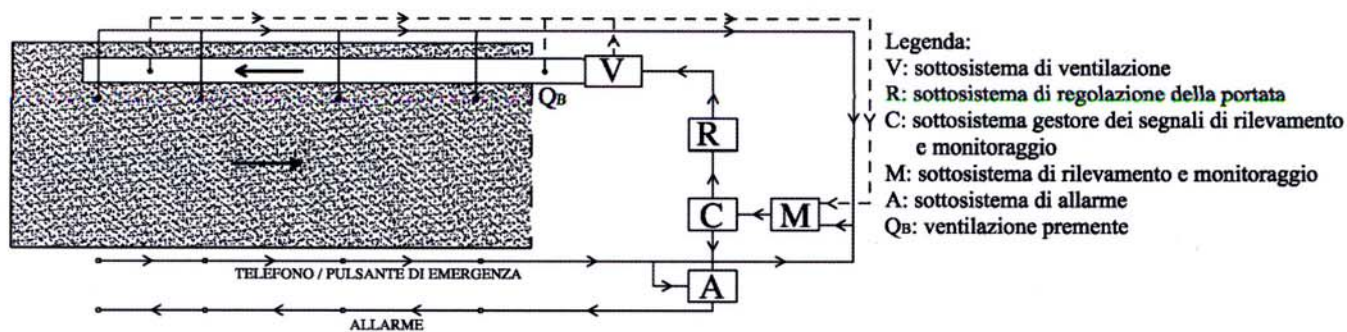 V
QB
R
C
M
A
TELEFONO / PULSANTE DI EMERGENZA
ALLARME
Legenda:
V: sottosistema di ventilazione
R: sottosistema di regolazione della portata
C: sottosistema gestore dei segnali di rilevamento
e monitoraggio
M: sottosistema di rilevamento e monitoraggio
A: sottosistema di allarme
QB: ventilazione premente